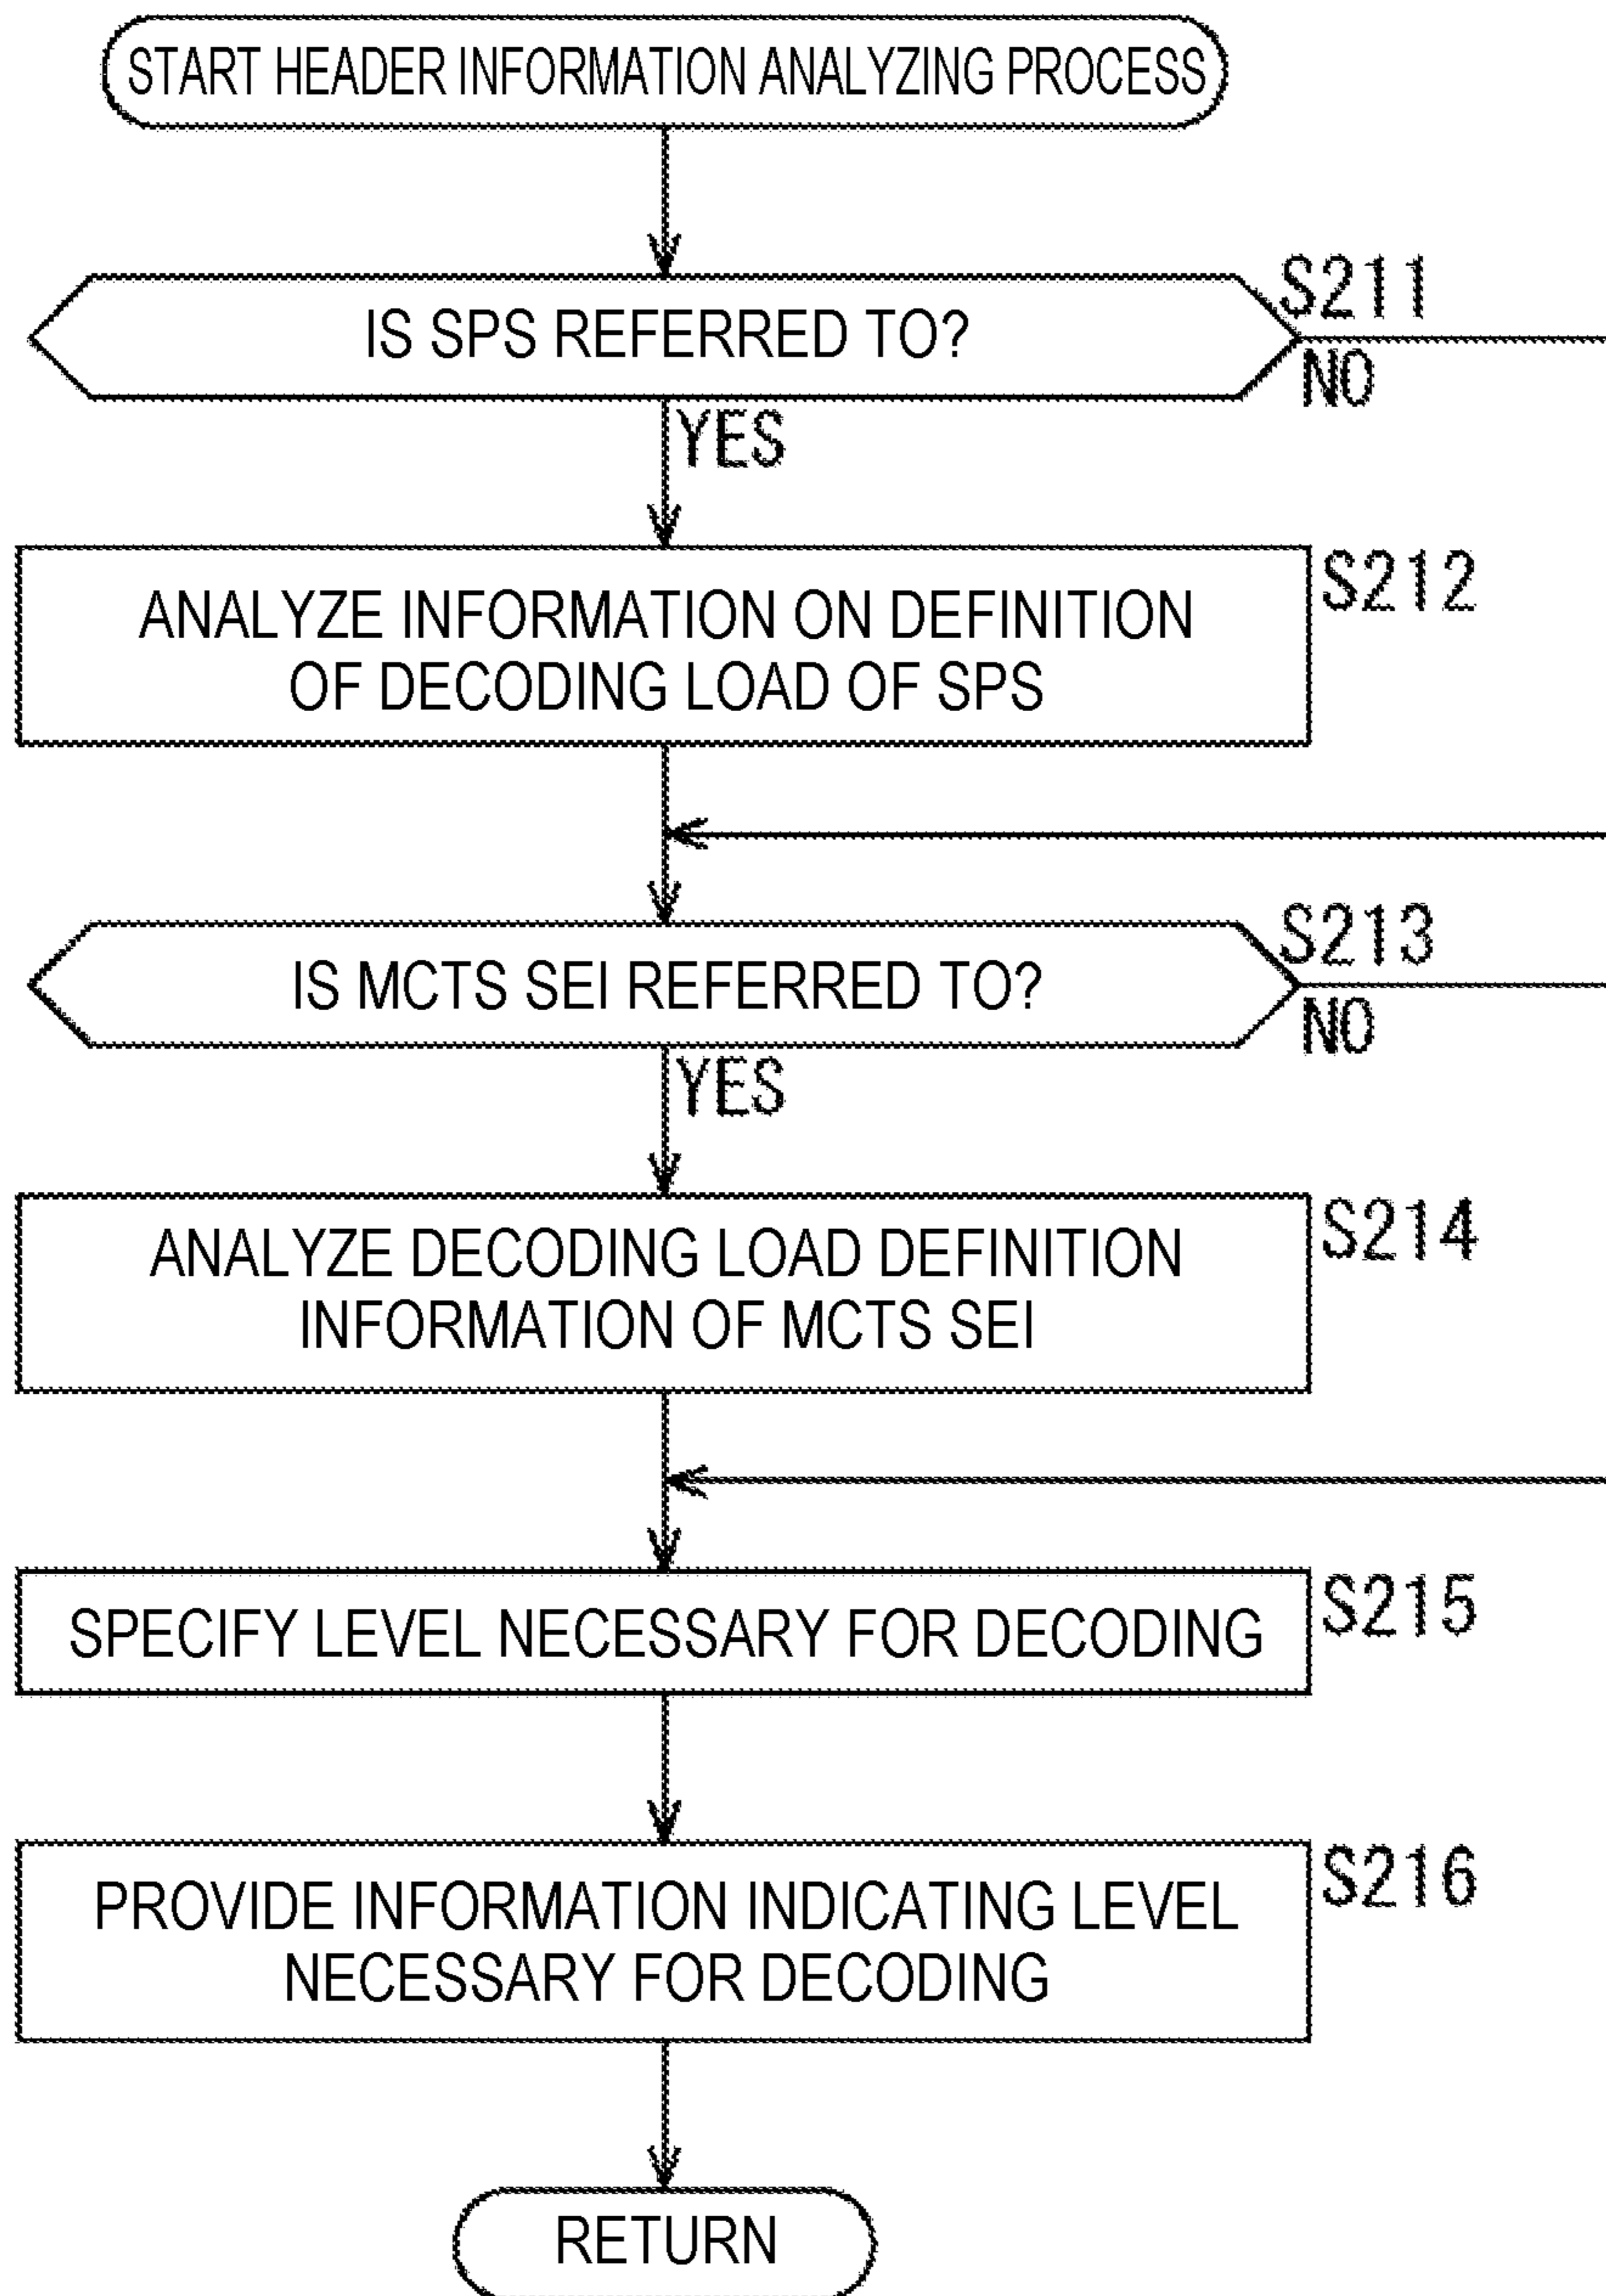 START HEADER INFORMATION ANALYZING PROCESS
S211
IS SPS REFERRED TO?
NO
YES
S212
ANALYZE INFORMATION ON DEFINITION
OF DECODING LOAD OF SPS
S213
IS MCTS SEI REFERRED TO?
NO
YES
S214
ANALYZE DECODING LOAD DEFINITION
INFORMATION OF MCTS SEI
S215
SPECIFY LEVEL NECESSARY FOR DECODING
S216
PROVIDE INFORMATION INDICATING LEVEL
NECESSARY FOR DECODING
RETURN